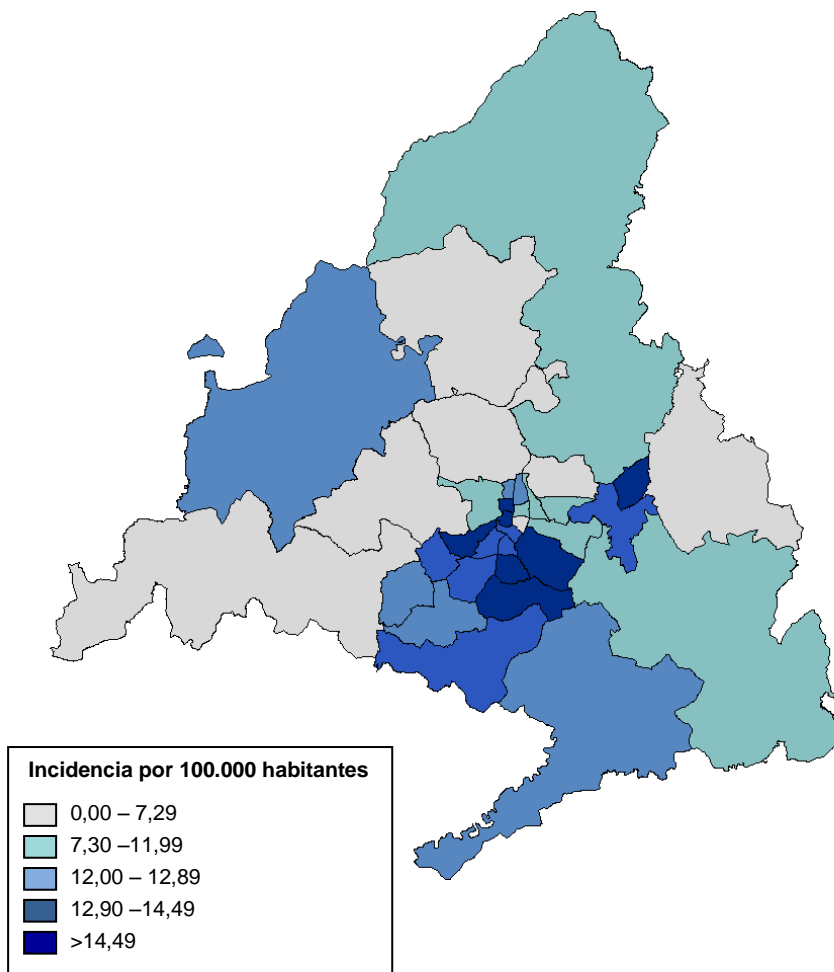 Incidencia por 100.000 habitantes
0,00 – 7,29
7,30 –11,99
12,00 – 12,89
12,90 –14,49
>14,49